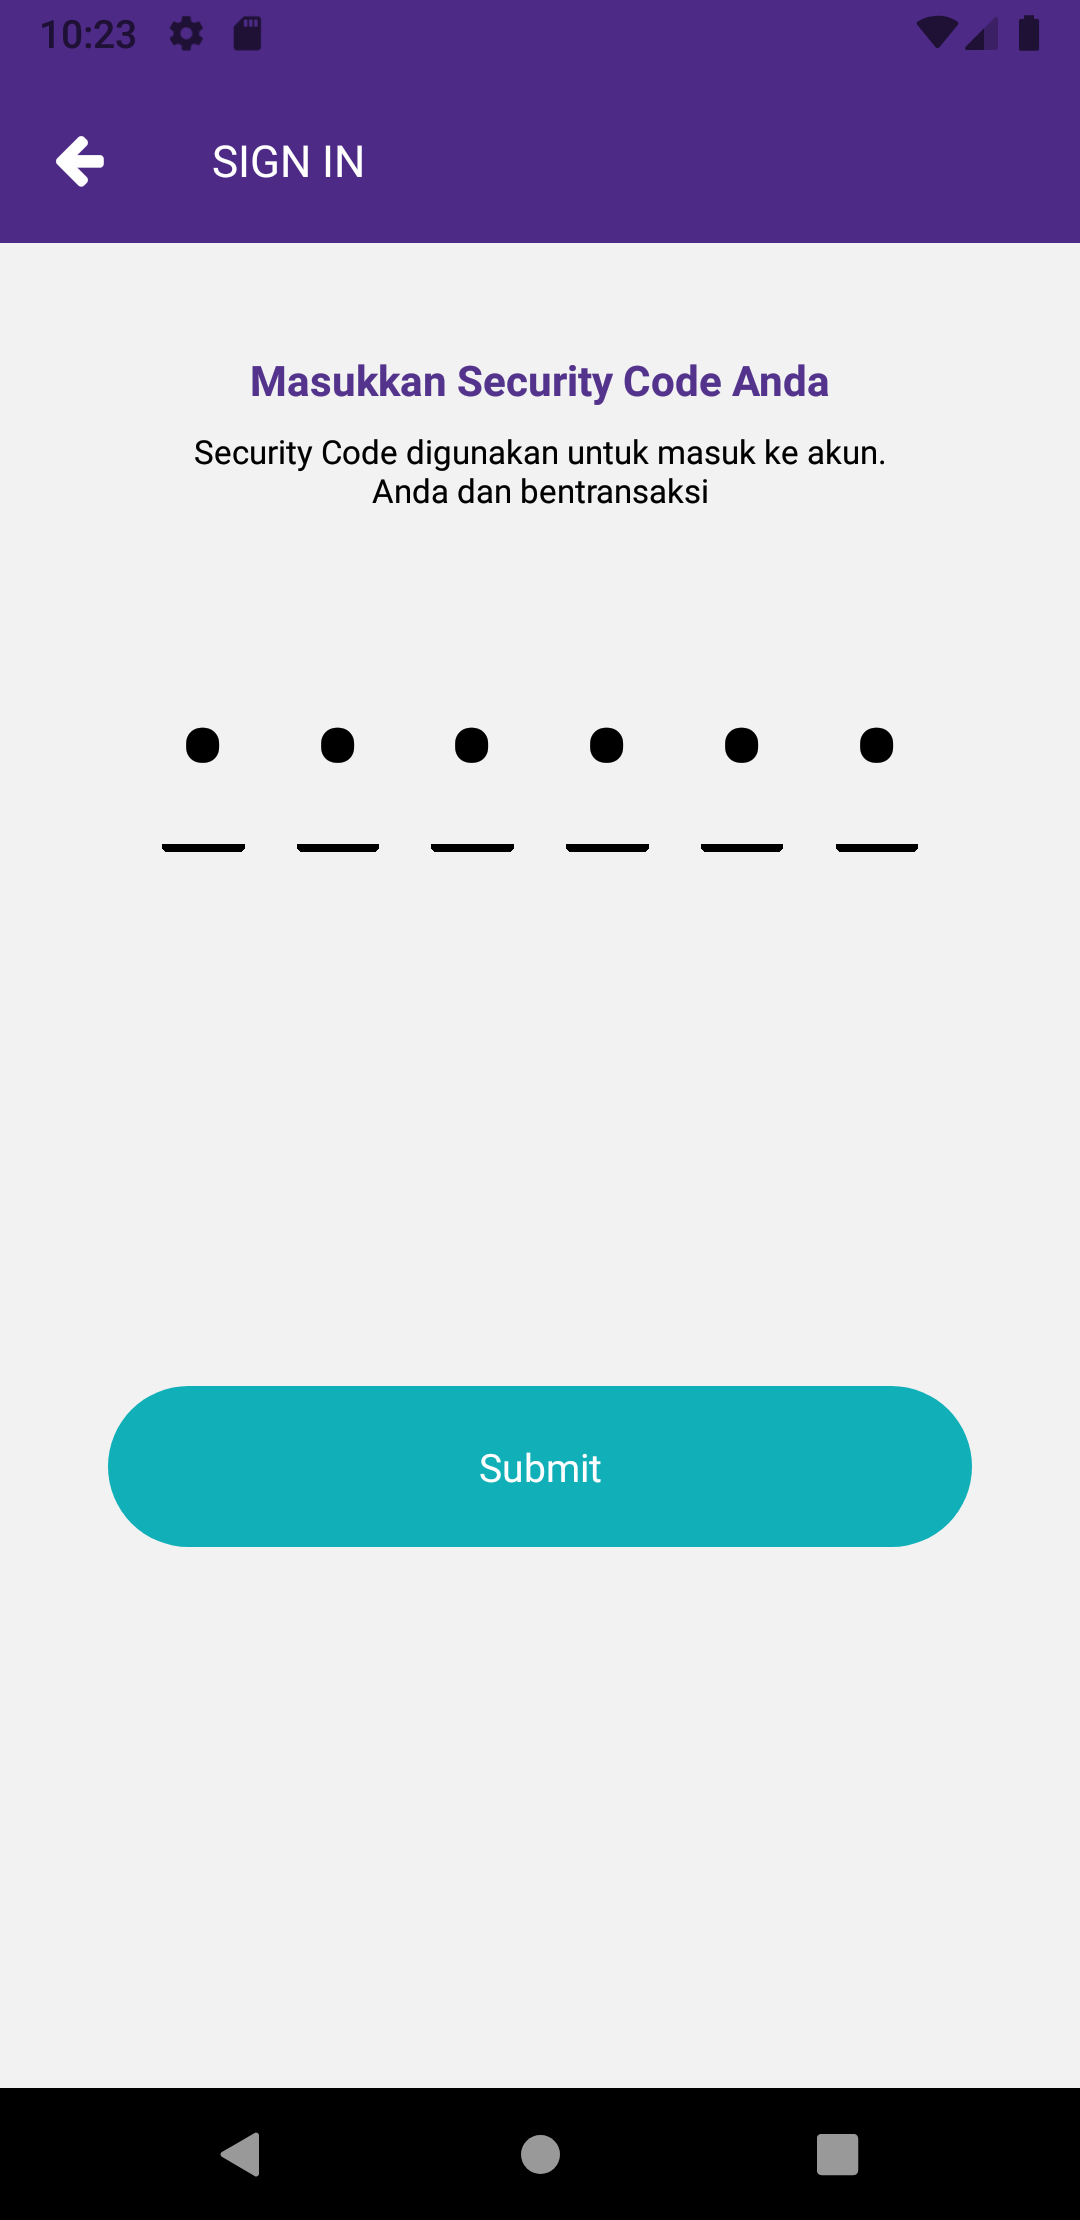 10:23
SIGN IN
Masukkan Security Code Anda
Security Code digunakan untuk masuk ke akun.
Anda dan bentransaksi
Submit